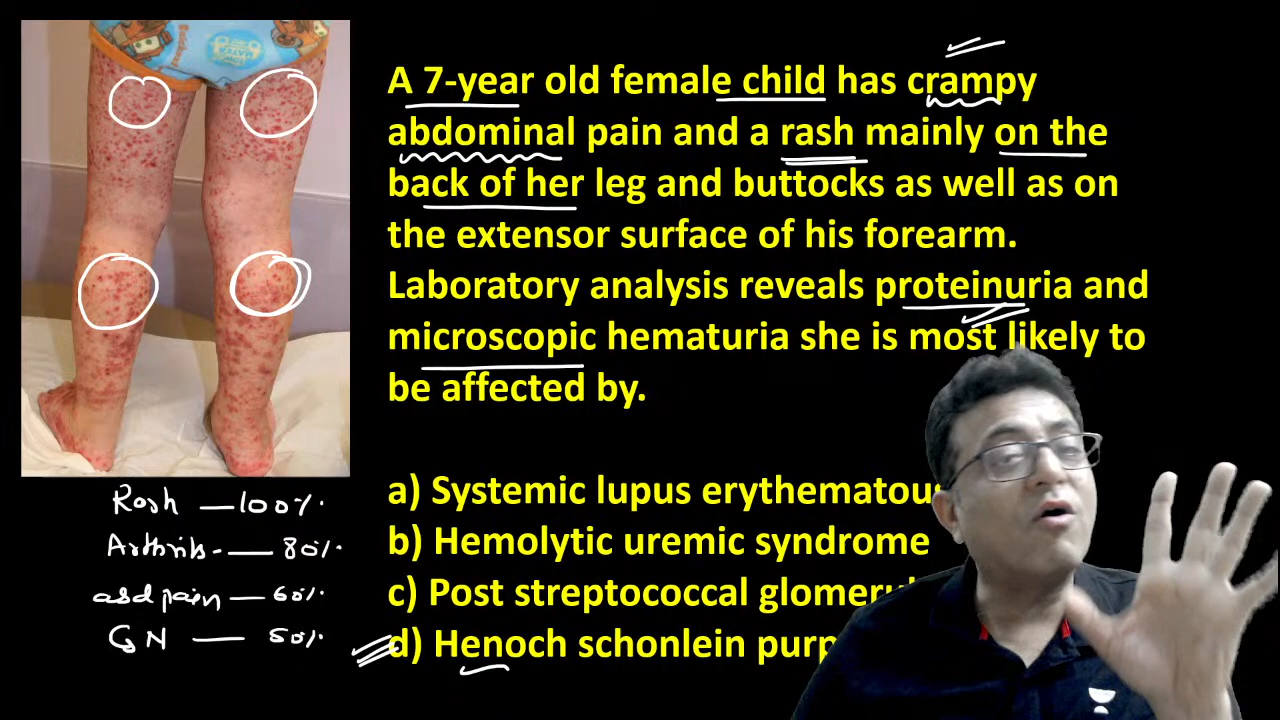 A 7-year old female child has crampy
abdominal pain and a rash mainly on the
back of her leg and buttocks as well as on
the extensor surface of his forearm.
Laboratory analysis reveals proteinuria and
microscopic hematuria she is most likely to
be affected by.
a) Systemic lupus erythematou
b) Hemolytic uremic syndrome
c) Post streptococcal glomerul
d) Henoch schonlein purp
Rash — 100%.
Arthritis - — 80%.
abd pain — 60%.
GN — 50%.